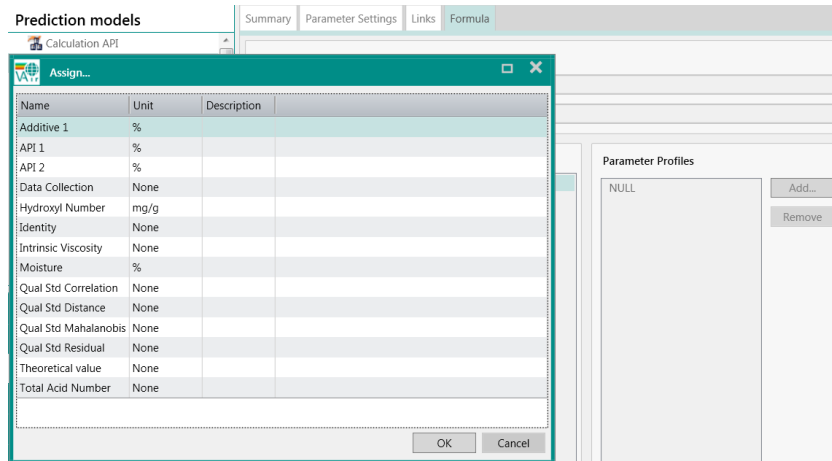 Prediction models
Summary Parameter Settings Links Formula
Calculation API
Assign...
Name Unit Description
Additive 1 %
API 1 %
API 2 %
Data Collection None
Hydroxyl Number mg/g
Identity None
Intrinsic Viscosity None
Moisture %
Qual Std Correlation None
Qual Std Distance None
Qual Std Mahalanobis None
Qual Std Residual None
Theoretical value None
Total Acid Number None
OK Cancel
Parameter Profiles
NULL Add...
Remove